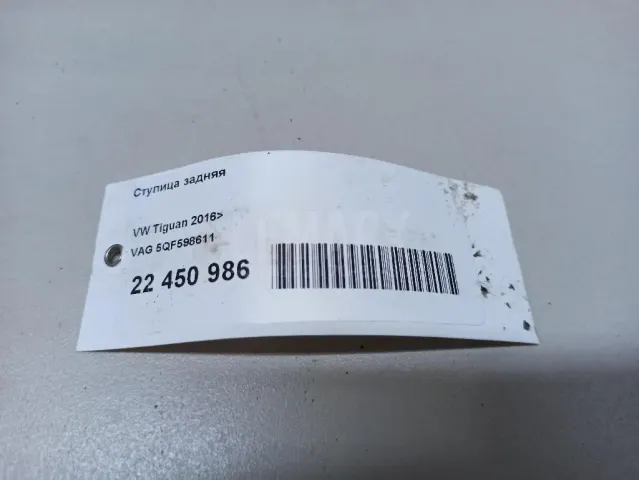 Ступица задняя
VW Tiguan 2016>
VAG 5QF598611
22 450 986